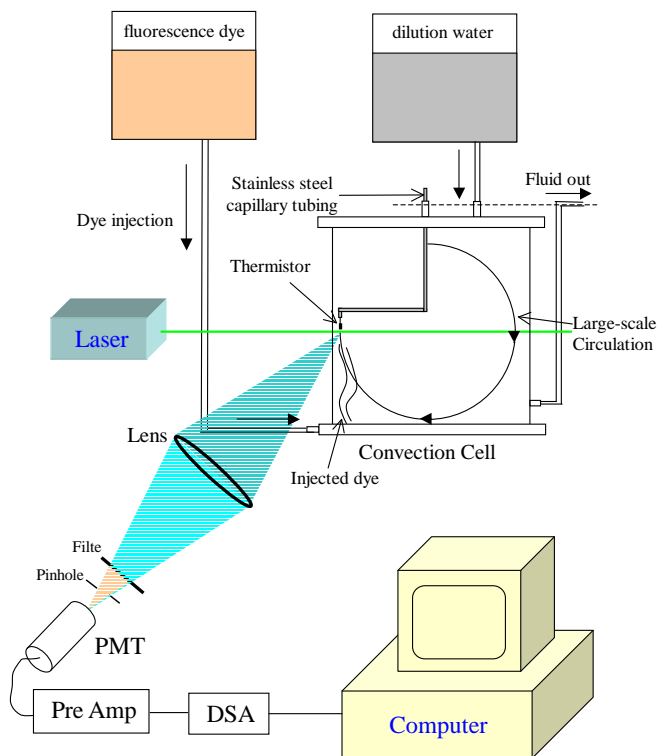 fluorescence dye
dilution water
Stainless steel
capillary tubing
Fluid out
Dye injection
Thermistor
Laser
Large-scale
Circulation
Lens
Convection Cell
Injected dye
Filte
Pinhole
PMT
Pre Amp
DSA
Computer